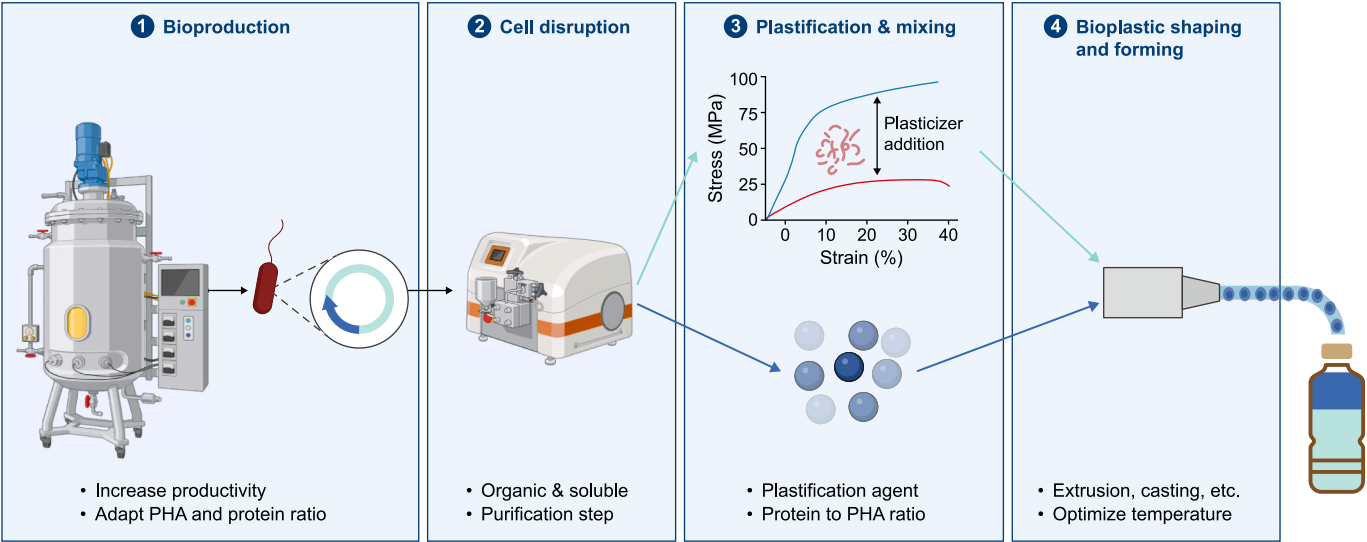 1 Bioproduction
• Increase productivity
• Adapt PHA and protein ratio
2 Cell disruption
• Organic & soluble
• Purification step
3 Plastification & mixing
Stress (MPa)
100
75
50
25
0
Plasticizer
addition
0 10 20 30 40
Strain (%)
• Plastification agent
• Protein to PHA ratio
4 Bioplastic shaping
and forming
• Extrusion, casting, etc.
• Optimize temperature